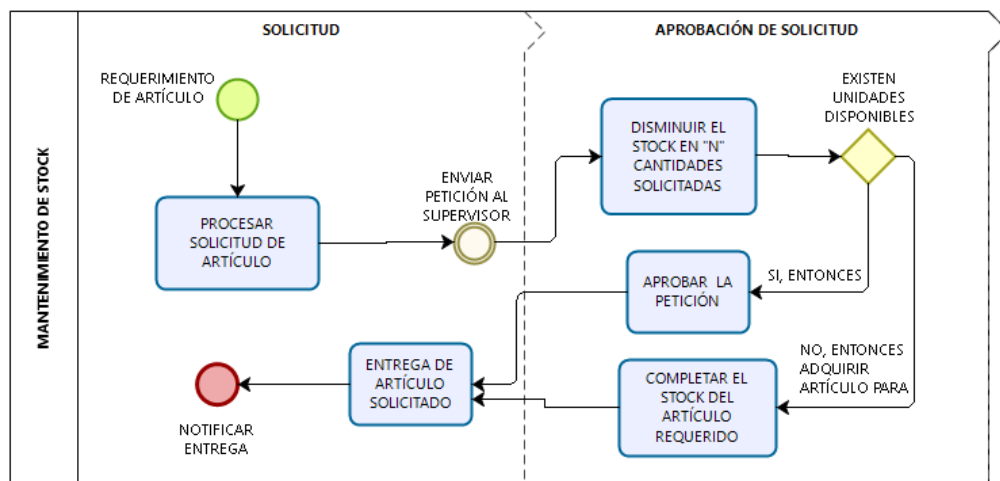 MANTENIMIENTO DE STOCK
SOLICITUD
APROBACIÓN DE SOLICITUD
REQUERIMIENTO
DE ARTÍCULO
PROCESAR
SOLICITUD DE
ARTÍCULO
ENVIAR
PETICIÓN AL
SUPERVISOR
DISMINUIR EL
STOCK EN "N"
CANTIDADES
SOLICITADAS
EXISTEN
UNIDADES
DISPONIBLES
SI, ENTONCES
APROBAR LA
PETICIÓN
NO, ENTONCES
ADQUIRIR
ARTÍCULO PARA
COMPLETAR EL
STOCK DEL
ARTÍCULO
REQUERIDO
ENTREGA DE
ARTÍCULO
SOLICITADO
NOTIFICAR
ENTREGA